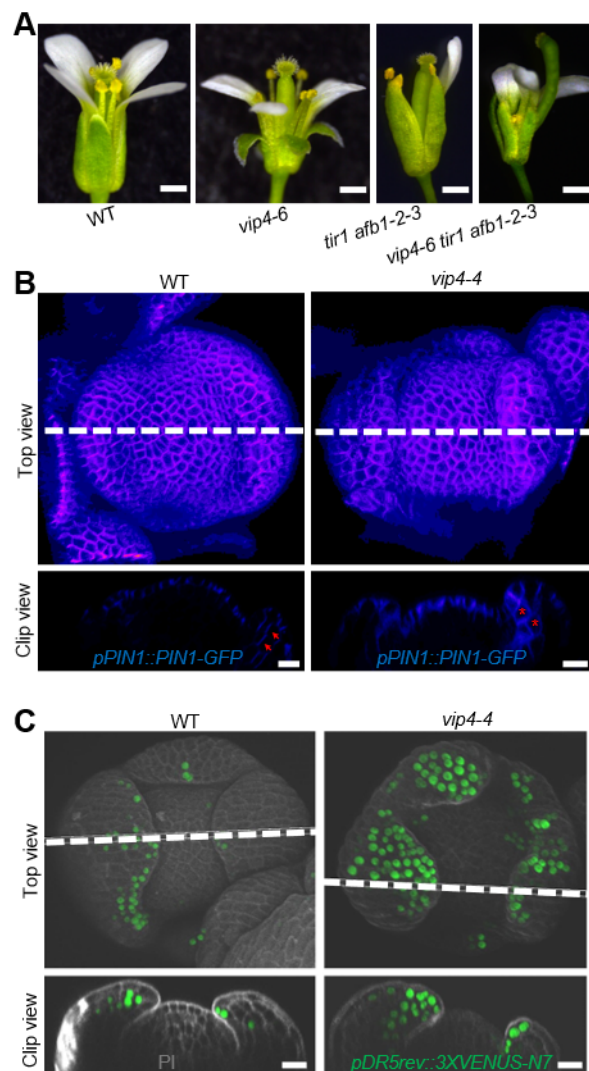 A
WT
vip4-6
tir1 afb1-2-3
vip4-6 tir1 afb1-2-3
B
WT
vip4-4
Top view
Clip view
pPIN1::PIN1-GFP
pPIN1::PIN1-GFP
C
WT
vip4-4
Top view
Clip view
PI
pDR5rev::3XVENUS-N7